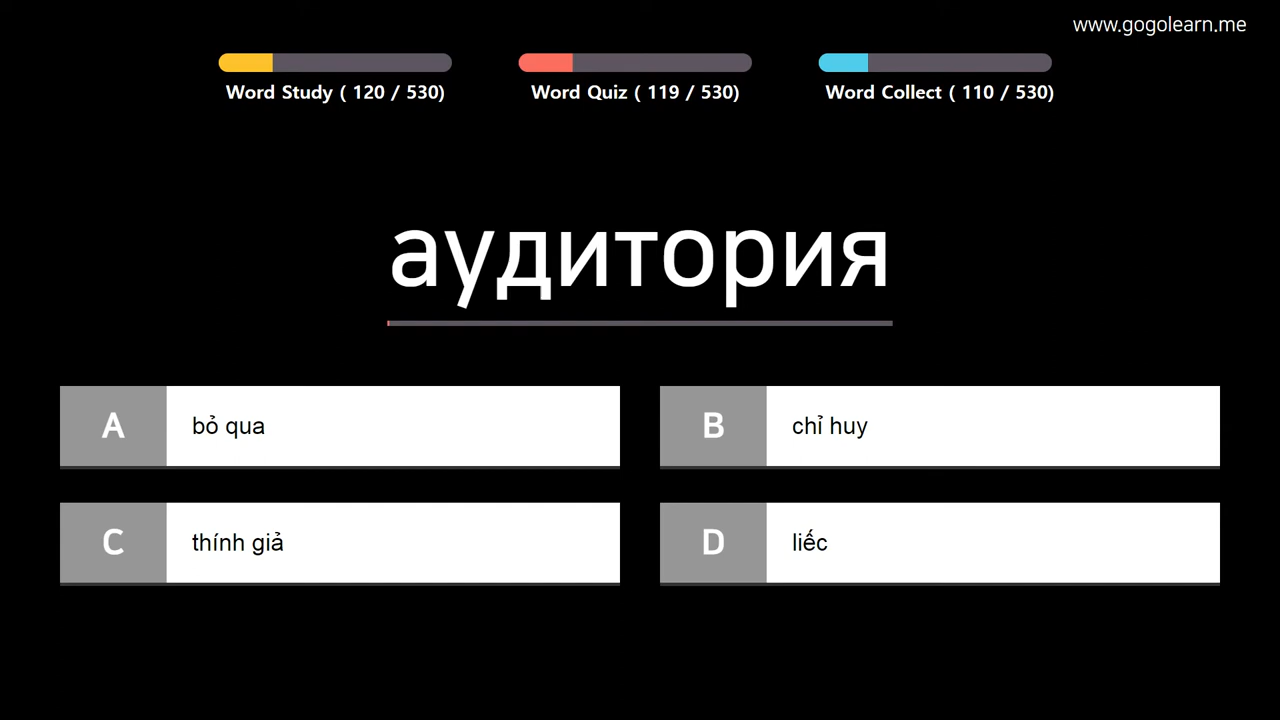 www.gogolearn.me
Word Study ( 120 / 530)
Word Quiz ( 119 / 530)
Word Collect ( 110 / 530)
аудитория
A bỏ qua
B chỉ huy
C thính giả
D liếc